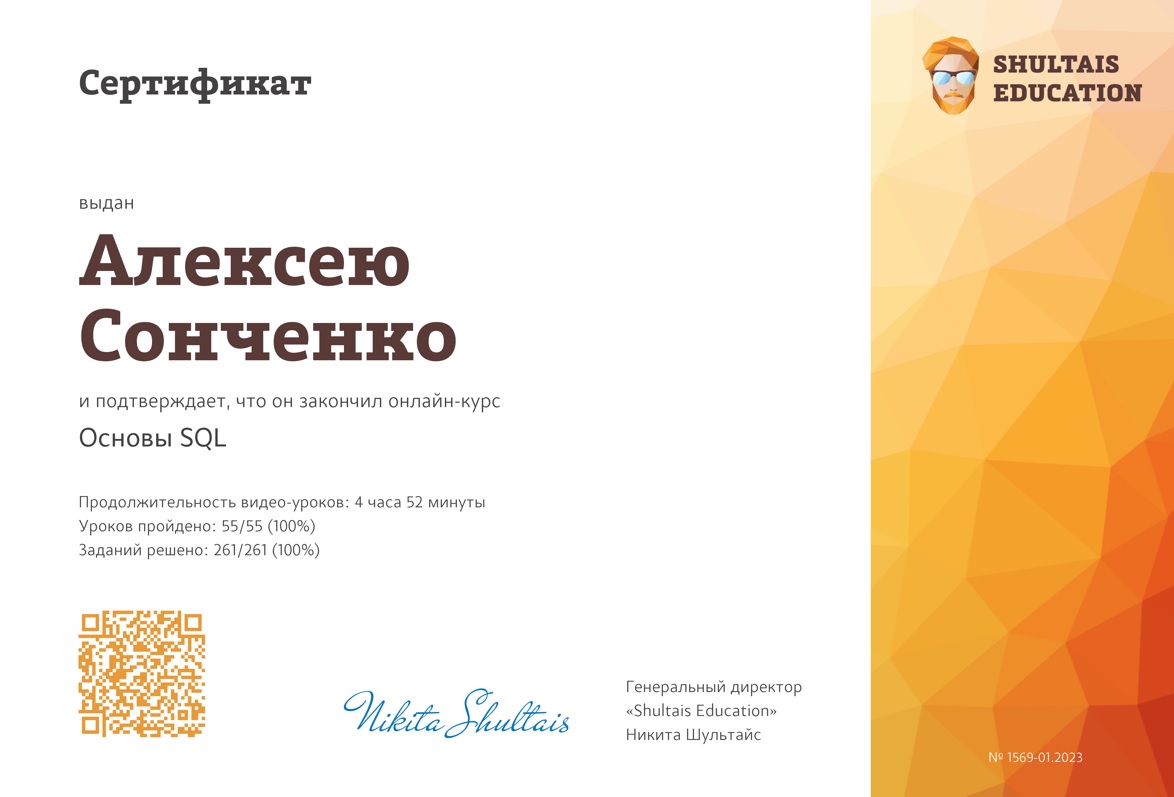 Сертификат
SHULTAIS
EDUCATION
выдан
Алексею
Сонченко
и подтверждает, что он закончил онлайн-курс
Основы SQL
Продолжительность видео-уроков: 4 часа 52 минуты
Уроков пройдено: 55/55 (100%)
Заданий решено: 261/261 (100%)
Nikita Shultais
Генеральный директор
«Shultais Education»
Никита Шультайс
№ 1569-01.2023